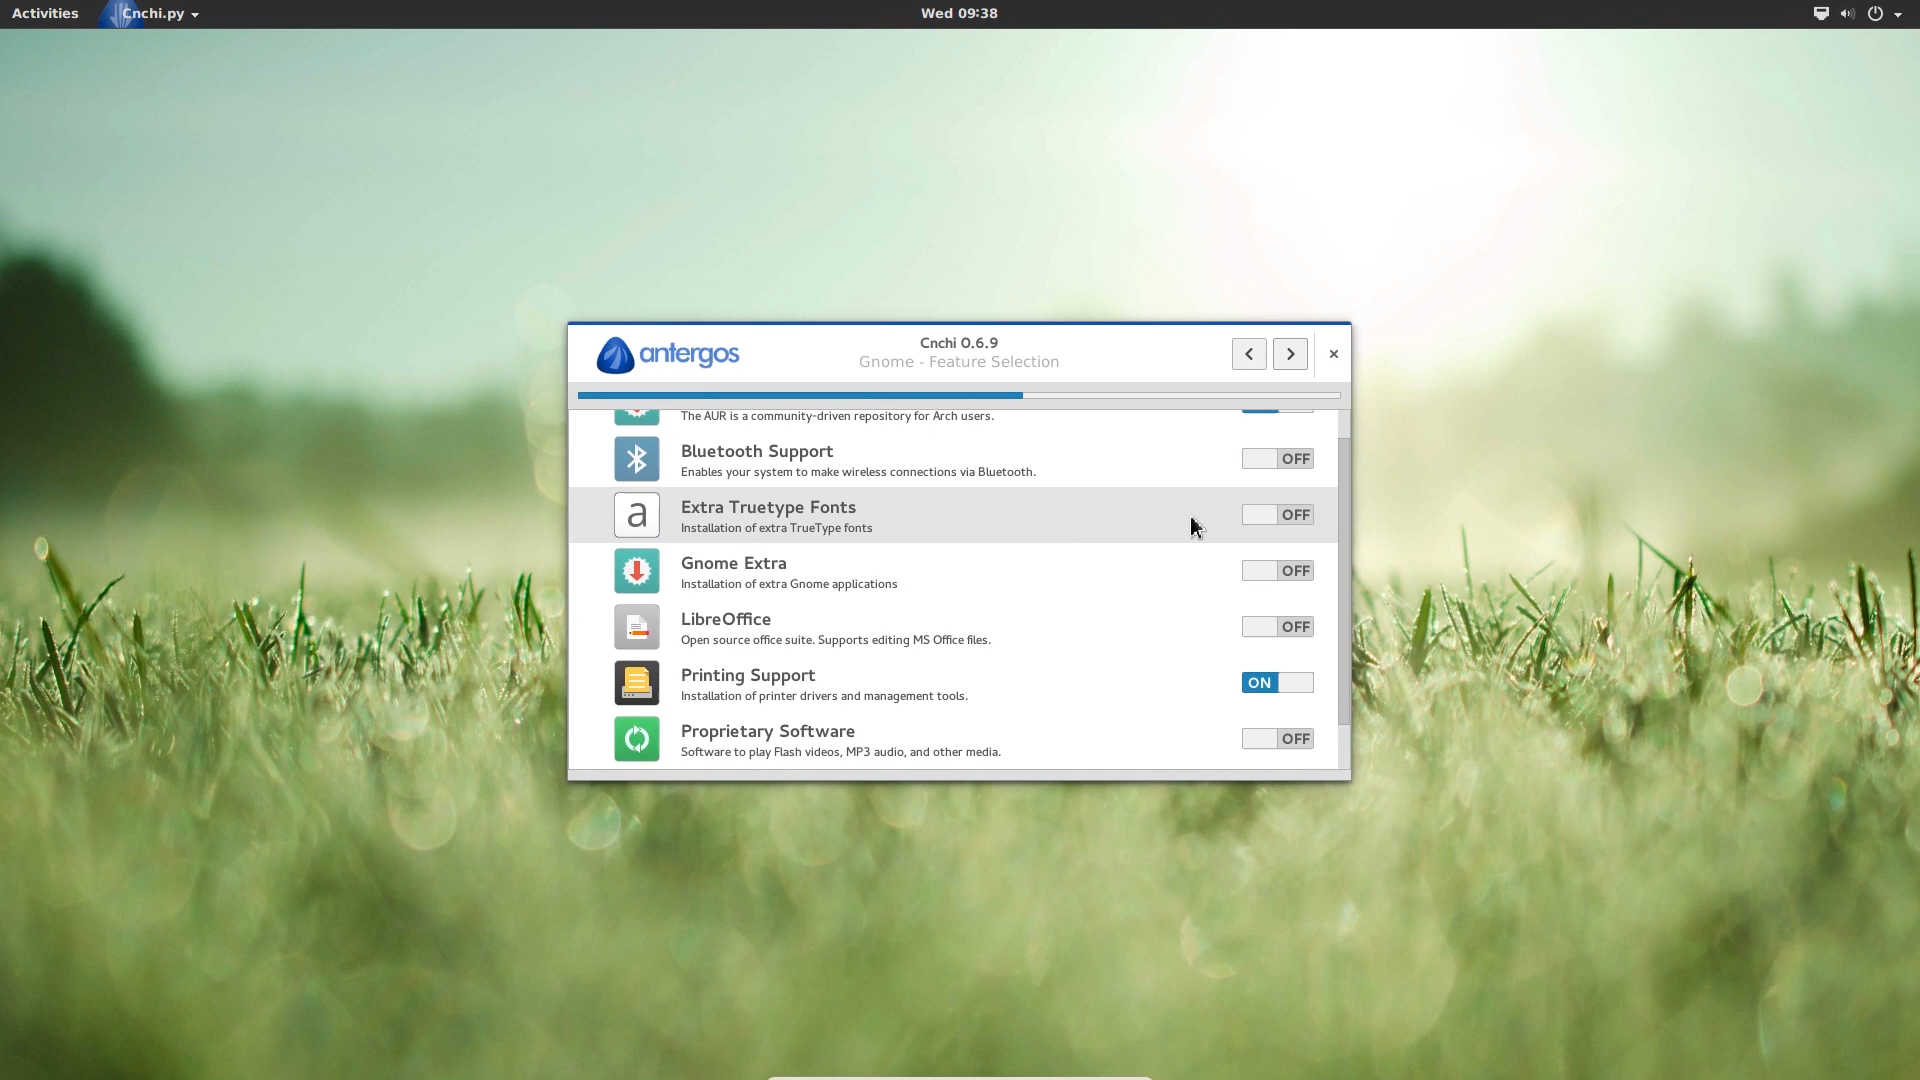 Activities
Cnchi.py
Wed 09:38
antergos
Cnchi 0.6.9
Gnome - Feature Selection
The AUR is a community-driven repository for Arch users.
Bluetooth Support
OFF
Enables your system to make wireless connections via Bluetooth.
a
Extra Truetype Fonts
OFF
Installation of extra TrueType fonts
Gnome Extra
OFF
Installation of extra Gnome applications
LibreOffice
OFF
Open source office suite. Supports editing MS Office files.
Printing Support
ON
Installation of printer drivers and management tools.
Proprietary Software
OFF
Software to play Flash videos, MP3 audio, and other media.